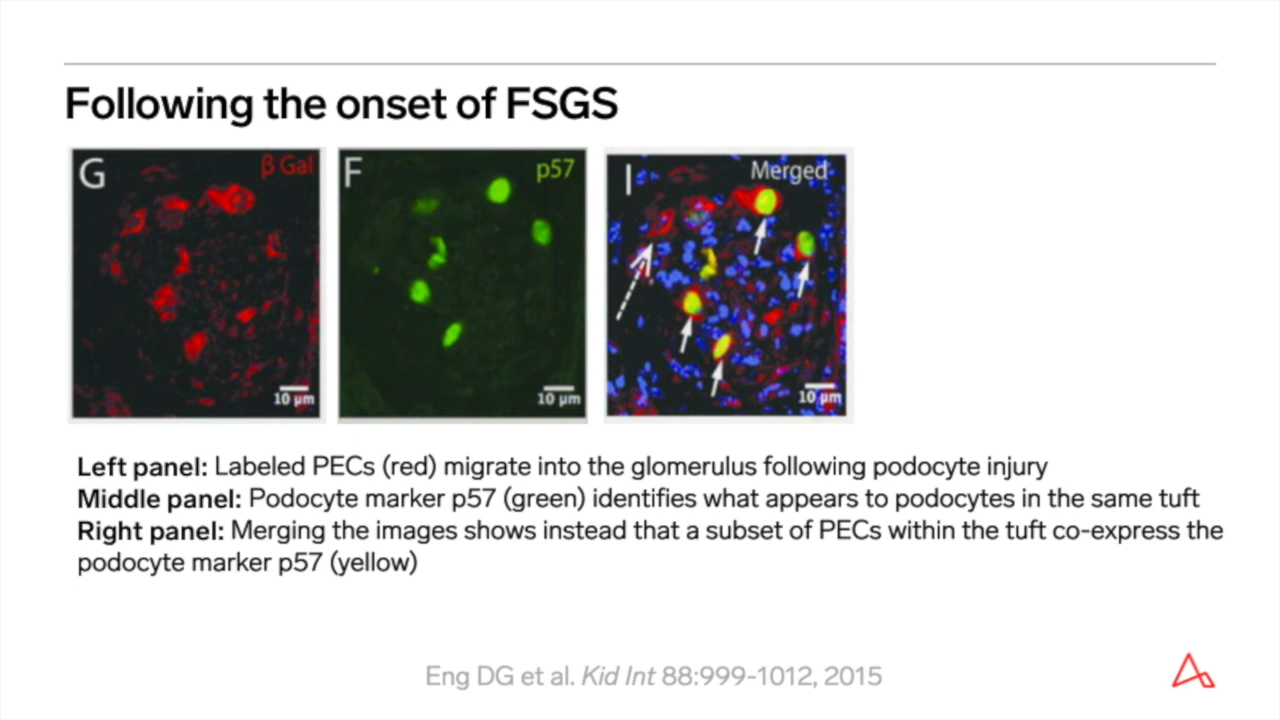 Following the onset of FSGS
G
β Gal
F
p57
I
Merged
10 µm
10 µm
10 µm
Left panel: Labeled PECs (red) migrate into the glomerulus following podocyte injury
Middle panel: Podocyte marker p57 (green) identifies what appears to podocytes in the same tuft
Right panel: Merging the images shows instead that a subset of PECs within the tuft co-express the
podocyte marker p57 (yellow)
Eng DG et al. Kid Int 88:999-1012, 2015